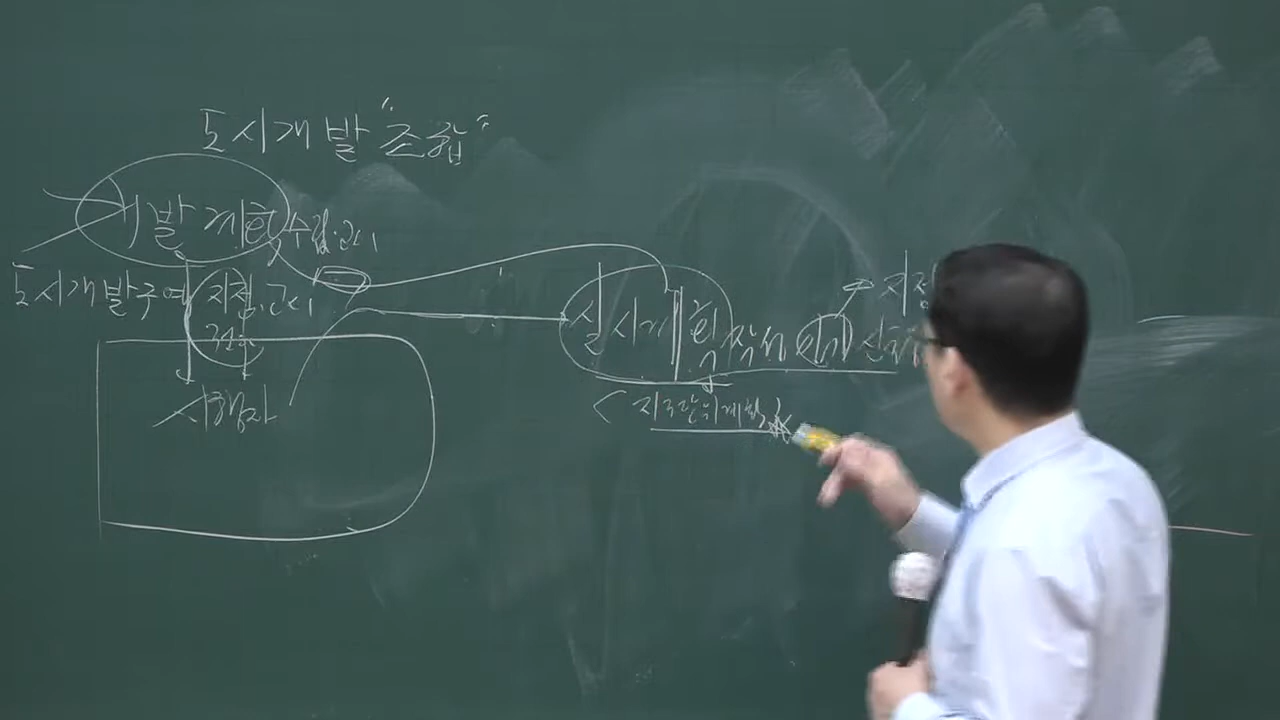 도시개발 "조합"
개발계획 수립.고시
도시개발구역 지정.고시
시행자
실시계획 작성 인가
지정
< 지구단위계획